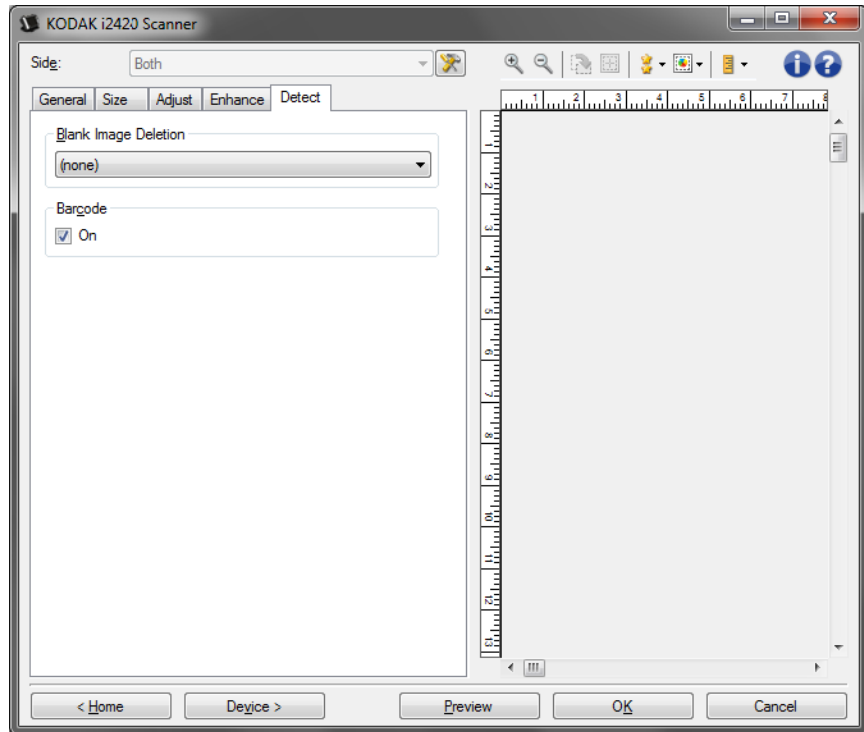 KODAK i2420 Scanner
Side:
Both
General Size Adjust Enhance Detect
Blank Image Deletion
(none)
Barcode
On
1 2 3 4 5 6 7 8
1
2
3
4
5
6
7
8
9
10
11
12
13
< Home Device > Preview OK Cancel